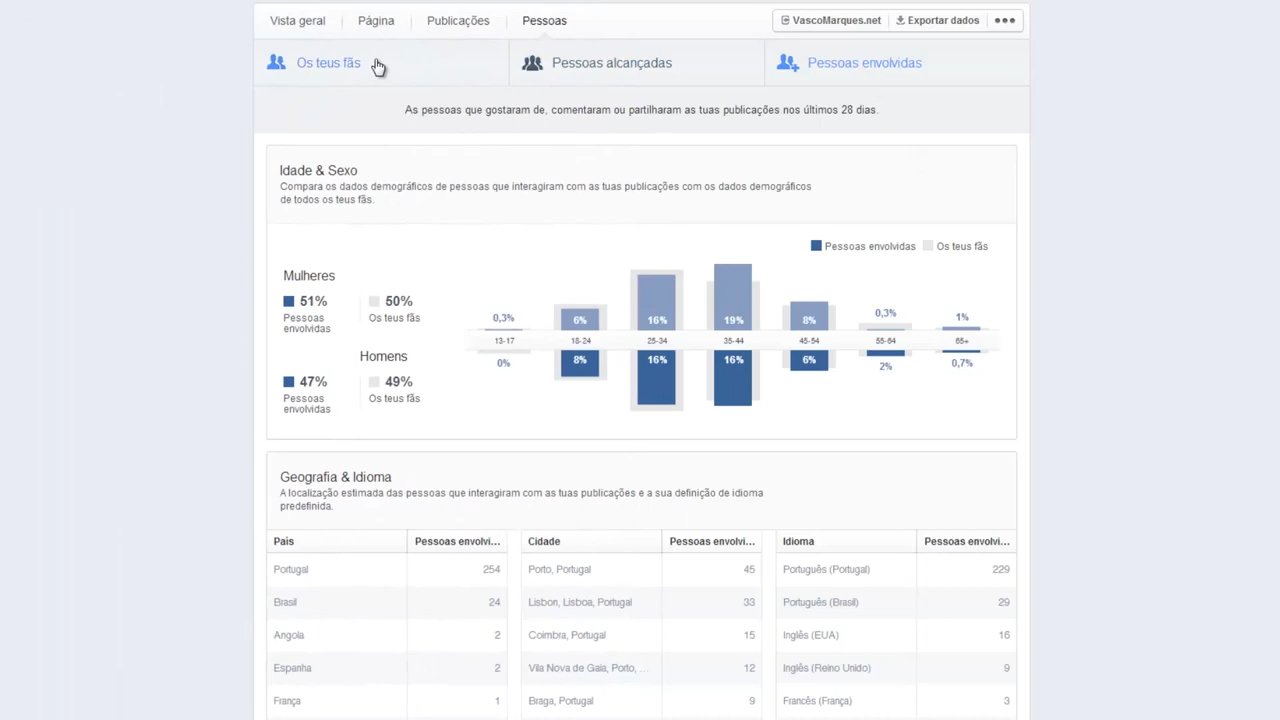 Vista geral Página Publicações Pessoas VascoMarques.net Exportar dados
Os teus fãs Pessoas alcançadas Pessoas envolvidas
As pessoas que gostaram de, comentaram ou partilharam as tuas publicações nos últimos 28 dias.
Idade & Sexo
Compara os dados demográficos de pessoas que interagiram com as tuas publicações com os dados demográficos
de todos os teus fãs.
Pessoas envolvidas Os teus fãs
Mulheres
51% 50%
Pessoas envolvidas Os teus fãs
Homens
47% 49%
Pessoas envolvidas Os teus fãs
0,3% 6% 16% 19% 8% 0,3% 1%
13-17 18-24 25-34 35-44 45-54 55-64 65+
0% 8% 16% 16% 6% 2% 0,7%
Geografia & Idioma
A localização estimada das pessoas que interagiram com as tuas publicações e a sua definição de idioma
predefinida.
País Pessoas envolvi... Cidade Pessoas envolvi... Idioma Pessoas envolvi...
Portugal 254 Porto, Portugal 45 Português (Portugal) 229
Brasil 24 Lisbon, Lisboa, Portugal 33 Português (Brasil) 29
Angola 2 Coimbra, Portugal 15 Inglês (EUA) 16
Espanha 2 Vila Nova de Gaia, Porto, ... 12 Inglês (Reino Unido) 9
França 1 Braga, Portugal 9 Francês (França) 3